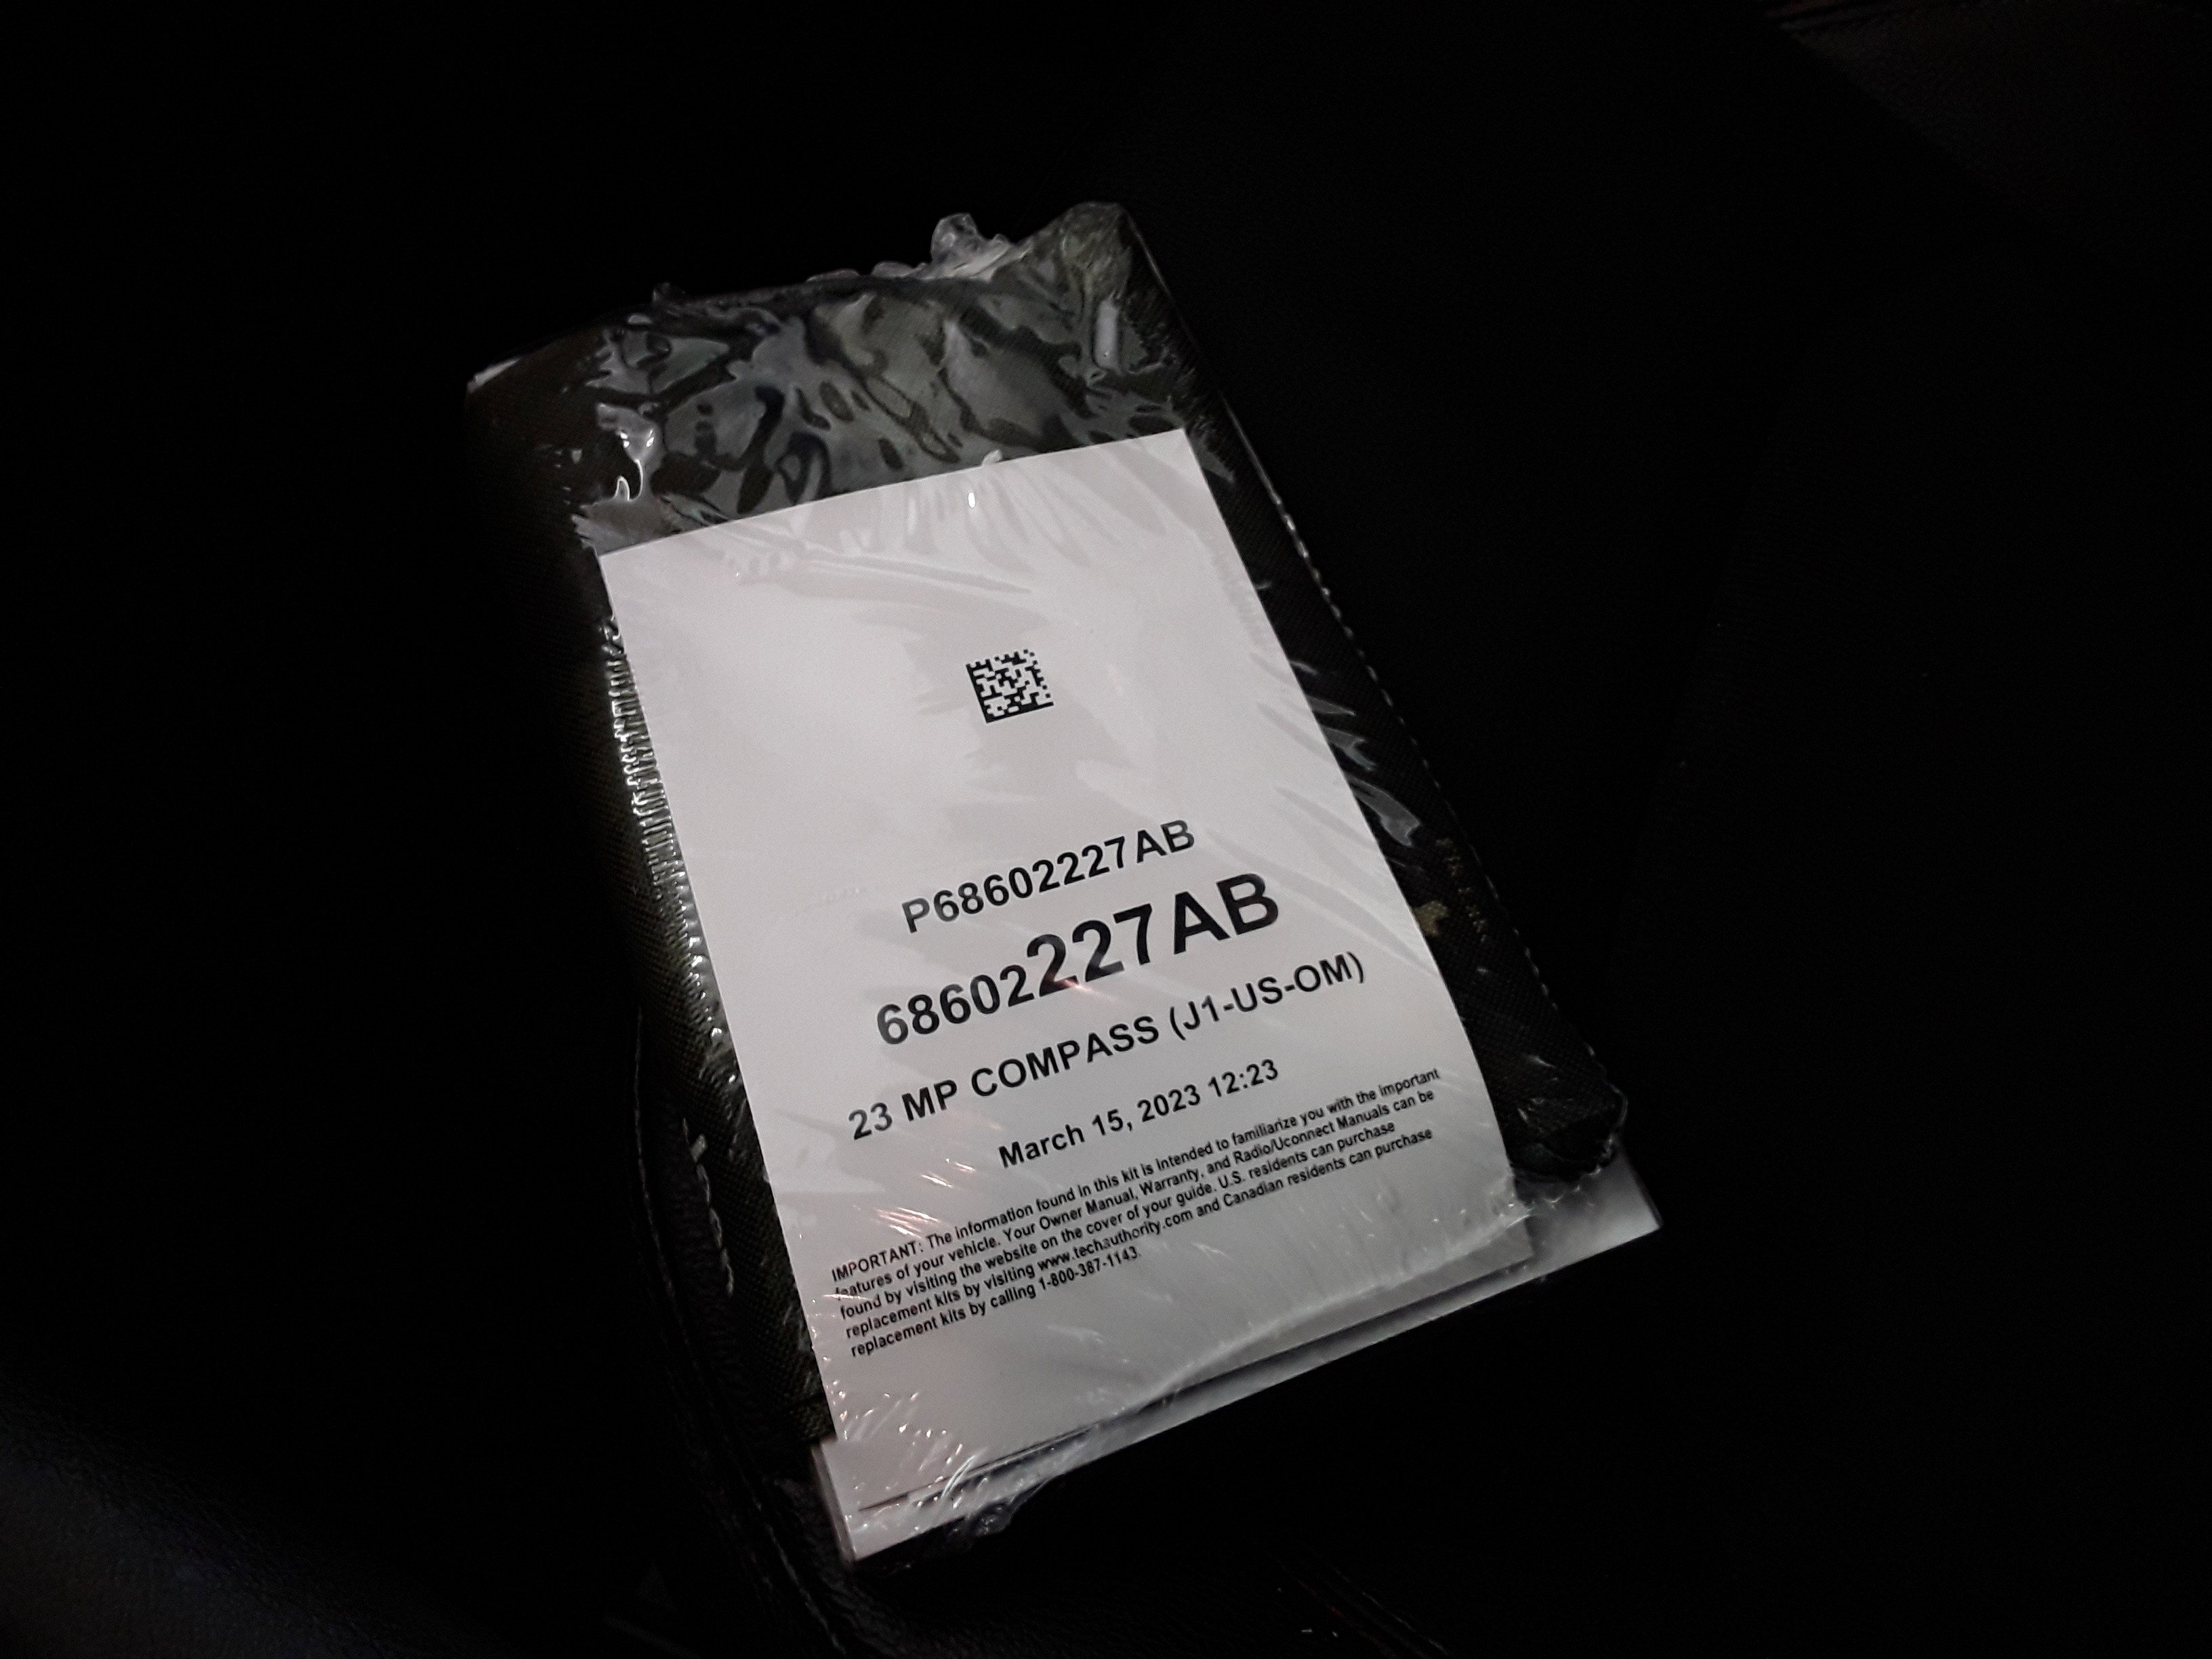 P68602227AB
68602227AB
23 MP COMPASS (J1-US-OM)
March 15, 2023 12:23
IMPORTANT: The information found in this kit is intended to familiarize you with the important
features of your vehicle. Your Owner Manual, Warranty, and Radio/Uconnect Manuals can be
found by visiting the website on the cover of your guide. U.S. residents can purchase
replacement kits by visiting www.techauthority.com and Canadian residents can purchase
replacement kits by calling 1-800-387-1143.